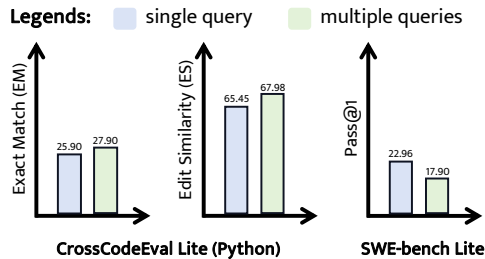 Legends: single query multiple queries
Exact Match (EM)
25.90
27.90
Edit Similarity (ES)
65.45
67.98
Pass@1
22.96
17.90
CrossCodeEval Lite (Python)
SWE-bench Lite